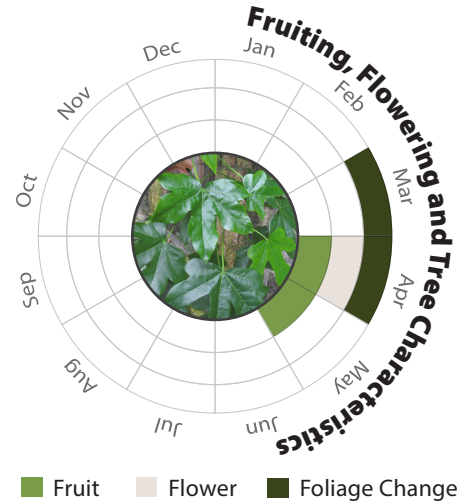 Fruiting, Flowering and Tree Characteristics
Jan
Feb
Mar
Apr
May
Jun
Jul
Aug
Sep
Oct
Nov
Dec
Fruit
Flower
Foliage Change